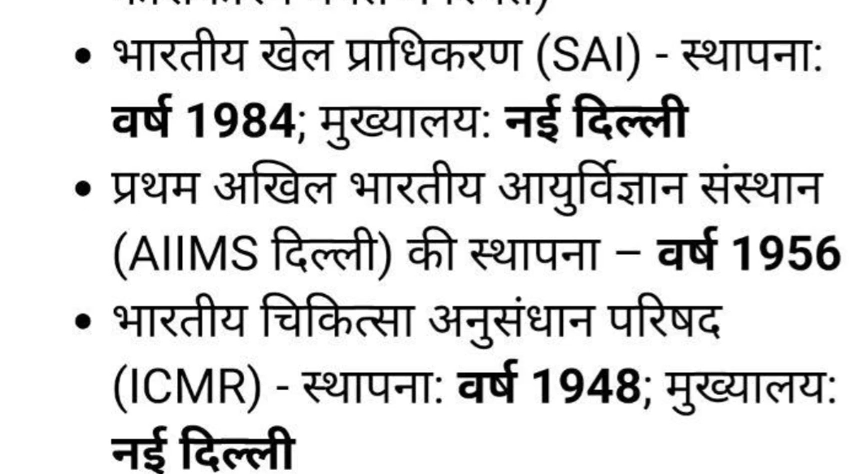 भारतीय खेल प्राधिकरण (SAI) - स्थापना:
वर्ष 1984; मुख्यालय: नई दिल्ली
प्रथम अखिल भारतीय आयुर्विज्ञान संस्थान
(AIIMS दिल्ली) की स्थापना – वर्ष 1956
भारतीय चिकित्सा अनुसंधान परिषद
(ICMR) - स्थापना: वर्ष 1948; मुख्यालय:
नई दिल्ली